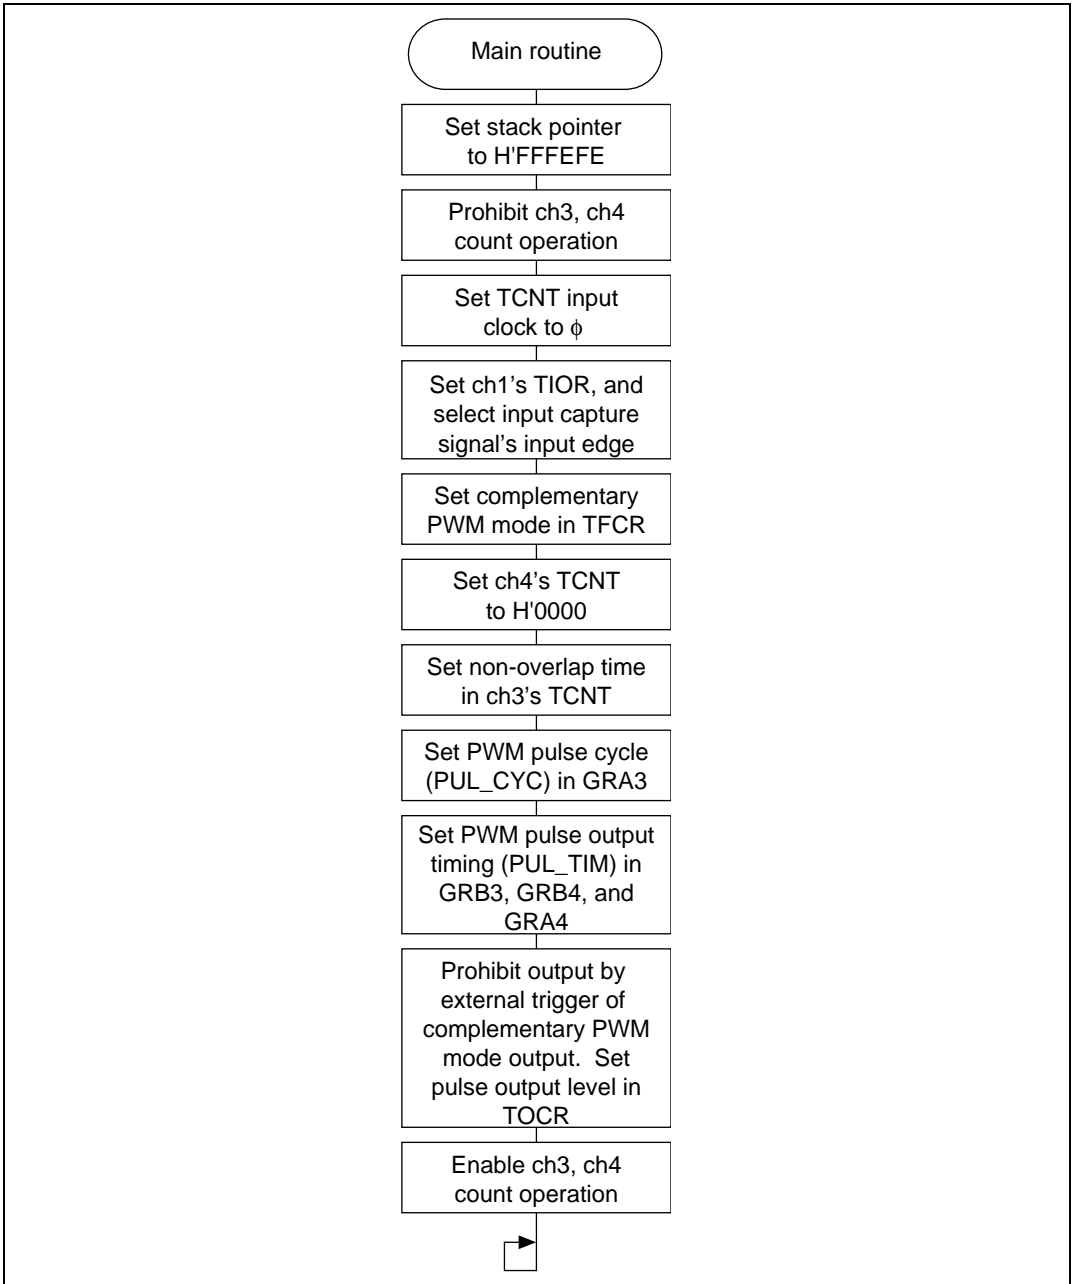 Main routine
Set stack pointer
to H'FFFEFE
Prohibit ch3, ch4
count operation
Set TCNT input
clock to ϕ
Set ch1’s TIOR, and
select input capture
signal’s input edge
Set complementary
PWM mode in TFCR
Set ch4’s TCNT
to H'0000
Set non-overlap time
in ch3’s TCNT
Set PWM pulse cycle
(PUL_CYC) in GRA3
Set PWM pulse output
timing (PUL_TIM) in
GRB3, GRB4, and
GRA4
Prohibit output by
external trigger of
complementary PWM
mode output.  Set
pulse output level in
TOCR
Enable ch3, ch4
count operation